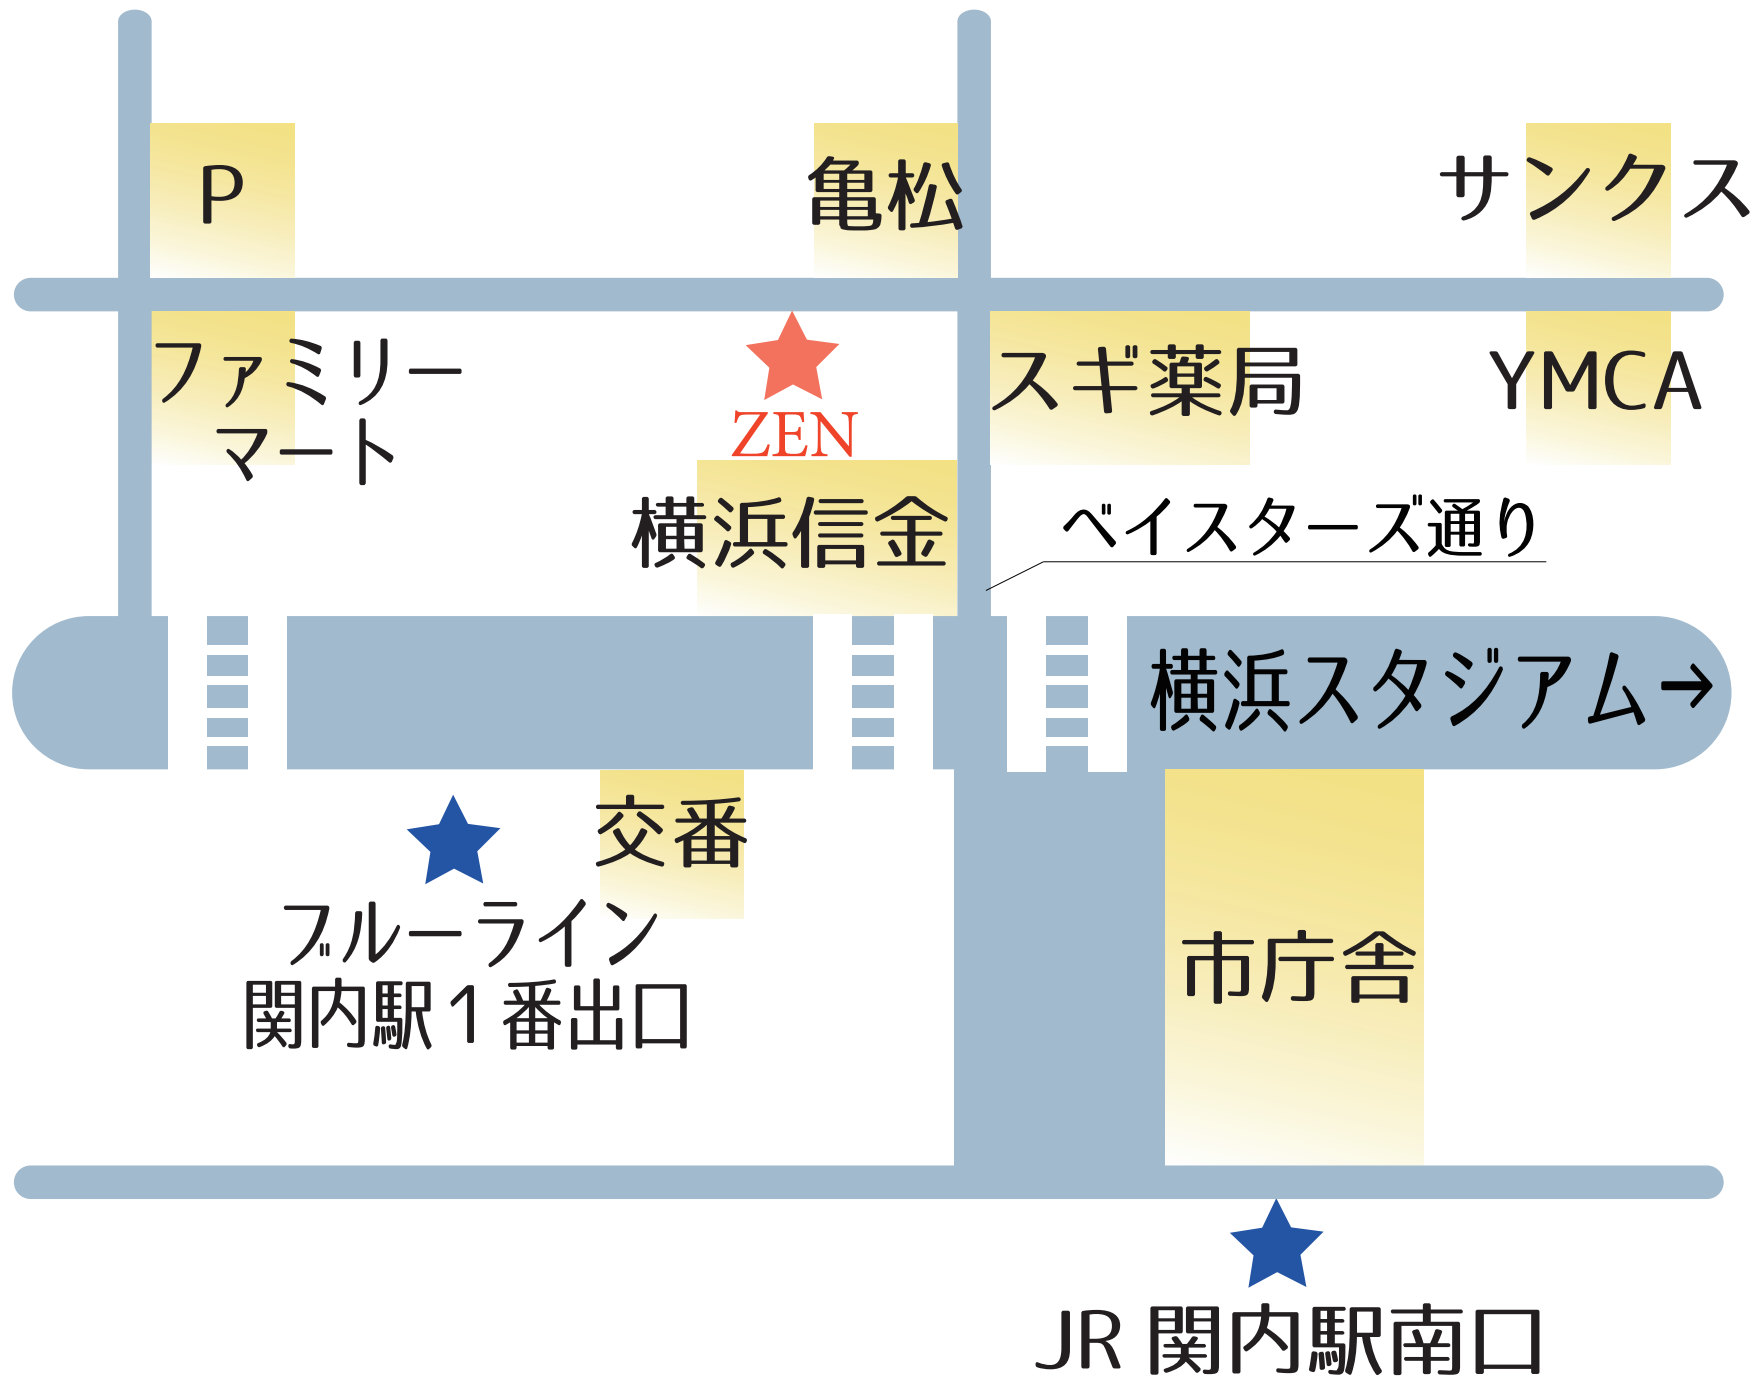 P
亀松
サンクス
ファミリー
マート
ZEN
スギ薬局
YMCA
横浜信金
ベイスターズ通り
横浜スタジアム→
交番
ブルーライン
関内駅1番出口
市庁舎
JR 関内駅南口